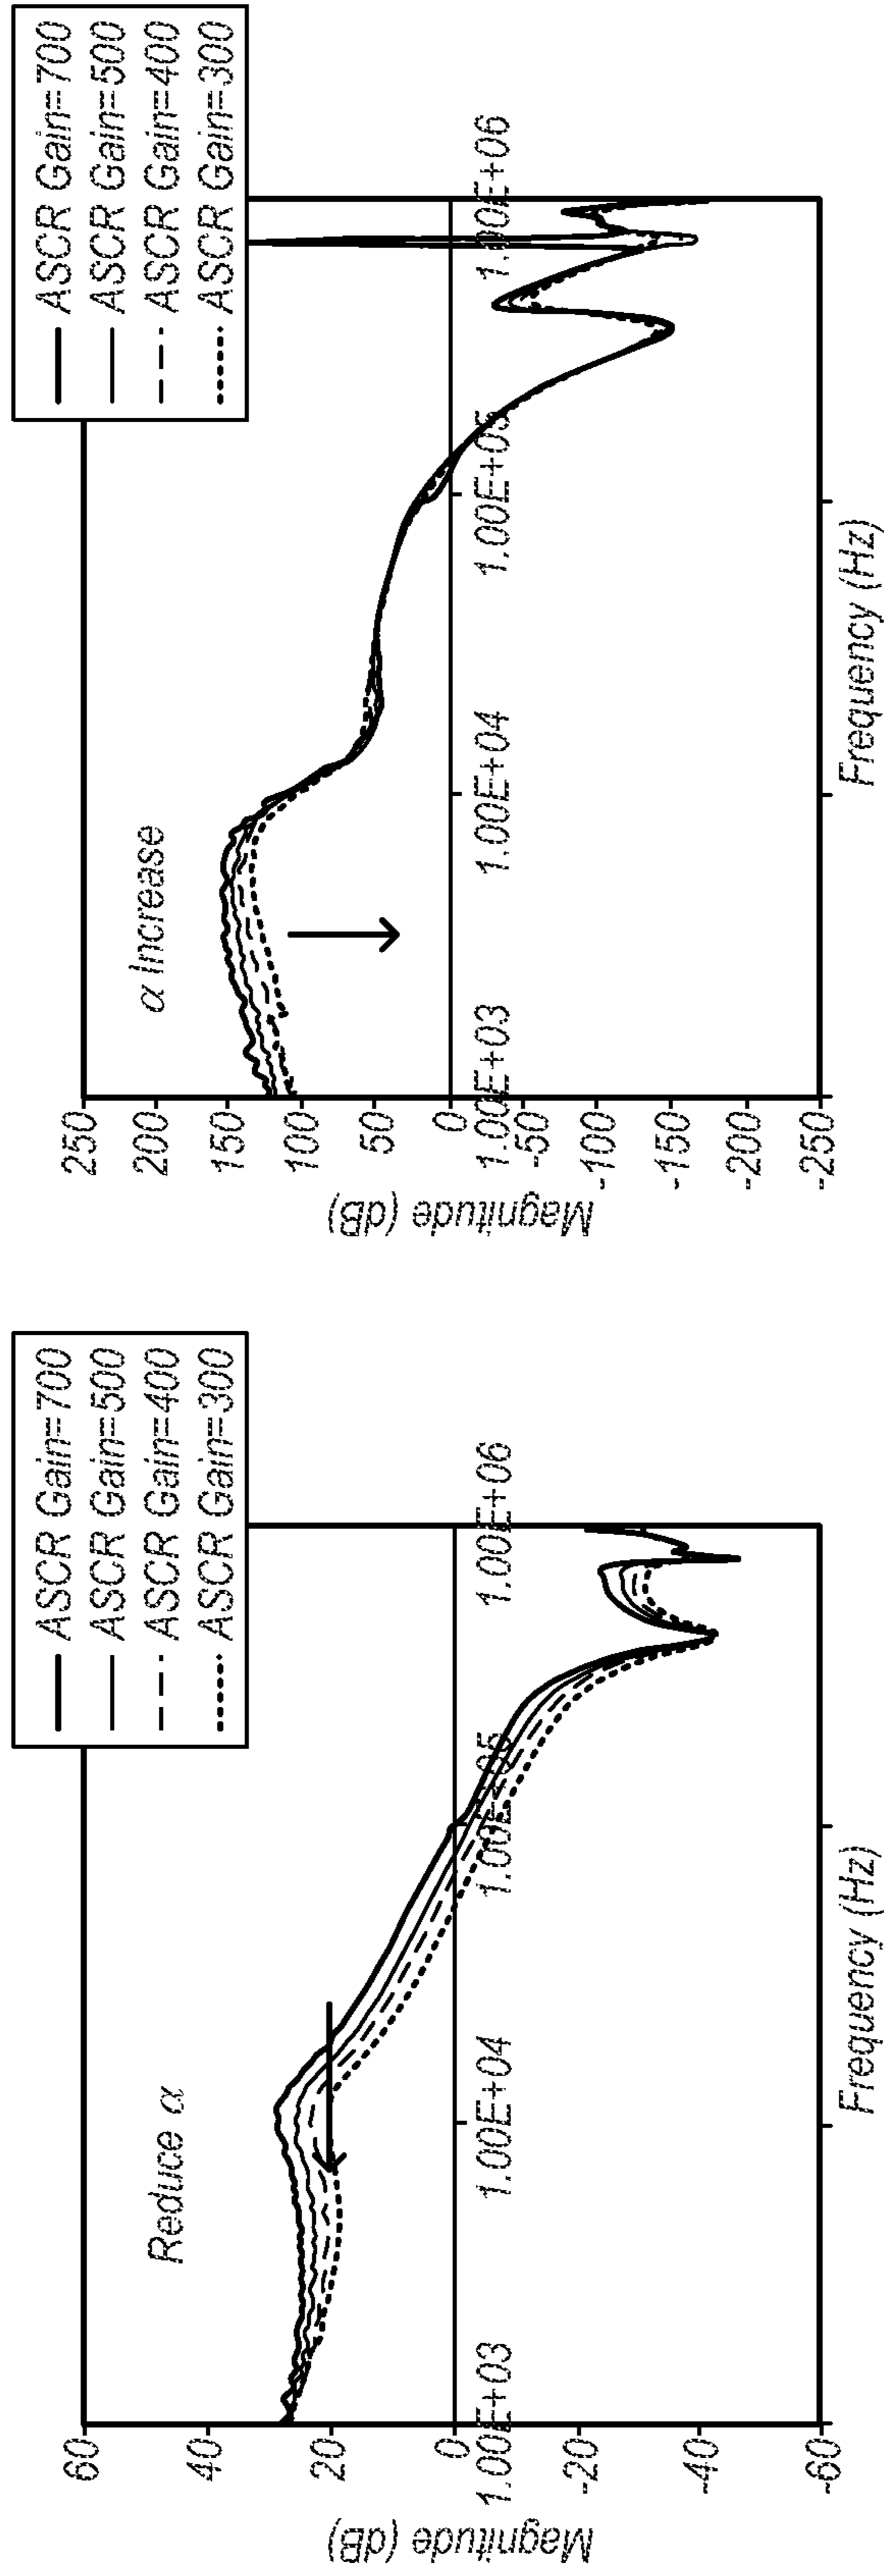 ASCR Gain=700
ASCR Gain=500
ASCR Gain=400
ASCR Gain=300
Reduce α
60
40
20
0
-20
-40
-60
Magnitude (dB)
1.00E+03
1.00E+04
1.00E+05
1.00E+06
Frequency (Hz)
ASCR Gain=700
ASCR Gain=500
ASCR Gain=400
ASCR Gain=300
α Increase
250
200
150
100
50
0
-50
-100
-150
-200
-250
Magnitude (dB)
1.00E+03
1.00E+04
1.00E+05
1.00E+06
Frequency (Hz)